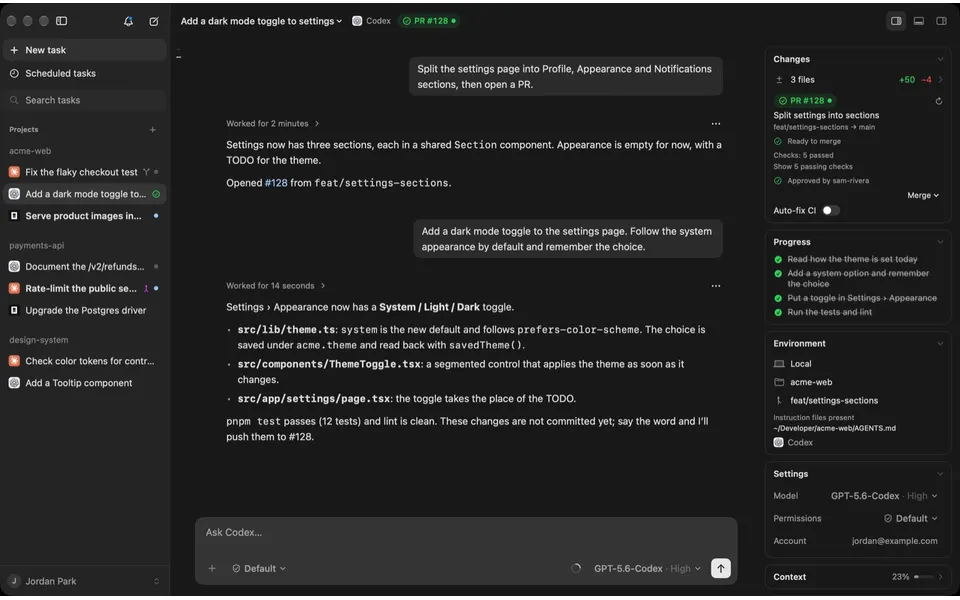 Add a dark mode toggle to settings
Codex
PR #128
New task
Scheduled tasks
Search tasks
Projects
acme-web
Fix the flaky checkout test
Add a dark mode toggle to...
Serve product images in...
payments-api
Document the /v2/refunds...
Rate-limit the public se... 1
Upgrade the Postgres driver
design-system
Check color tokens for contr...
Add a Tooltip component
J Jordan Park
Split the settings page into Profile, Appearance and Notifications
sections, then open a PR.
Worked for 2 minutes
Settings now has three sections, each in a shared Section component. Appearance is empty for now, with a
TODO for the theme.
Opened #128 from feat/settings-sections.
Add a dark mode toggle to the settings page. Follow the system
appearance by default and remember the choice.
Worked for 14 seconds
Settings › Appearance now has a System / Light / Dark toggle.
• src/lib/theme.ts: system is the new default and follows prefers-color-scheme. The choice is
saved under acme.theme and read back with savedTheme().
• src/components/ThemeToggle.tsx: a segmented control that applies the theme as soon as it
changes.
• src/app/settings/page.tsx: the toggle takes the place of the TODO.
pnpm test passes (12 tests) and lint is clean. These changes are not committed yet; say the word and I'll
push them to #128.
Ask Codex...
Default
GPT-5.6-Codex · High
Changes
3 files +50 −4
PR #128
Split settings into sections
feat/settings-sections → main
Ready to merge
Checks: 5 passed
Show 5 passing checks
Approved by sam-rivera
Merge
Auto-fix CI
Progress
Read how the theme is set today
Add a system option and remember
the choice
Put a toggle in Settings › Appearance
Run the tests and lint
Environment
Local
acme-web
feat/settings-sections
Instruction files present
~/Developer/acme-web/AGENTS.md
Codex
Settings
Model GPT-5.6-Codex · High
Permissions Default
Account jordan@example.com
Context 23%